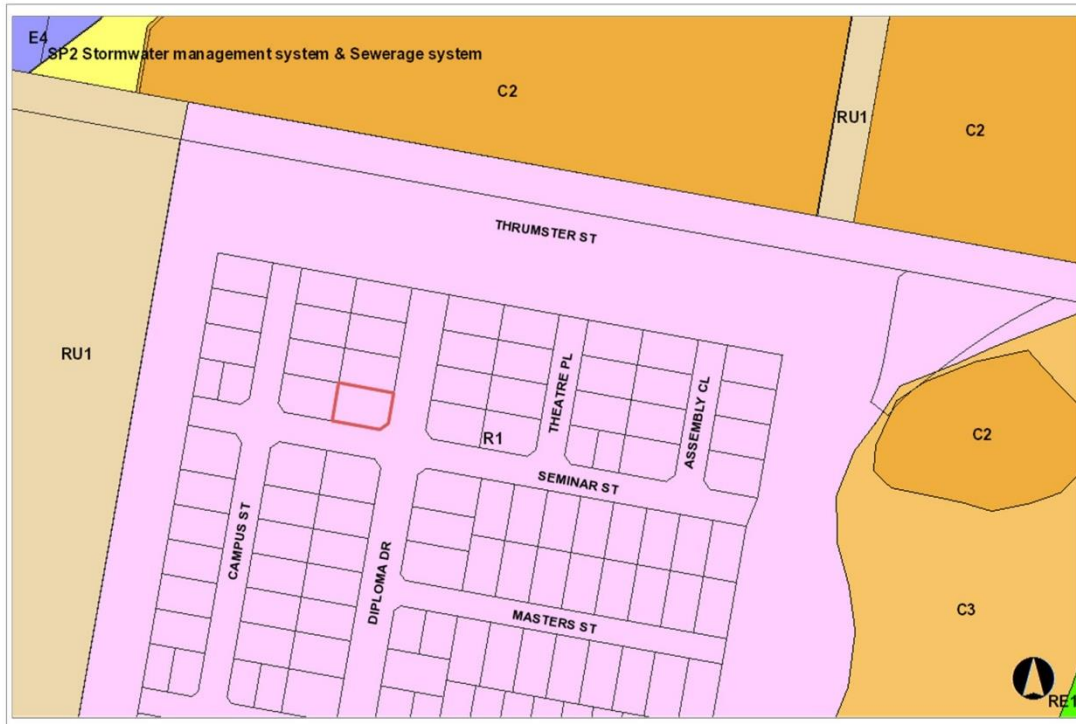 E4
SP2 Stormwater management system & Sewerage system
C2
RU1
C2
THRUMSTER ST
RU1
THEATRE PL
ASSEMBLY CL
R1
C2
SEMINAR ST
CAMPUS ST
DIPLOMA DR
MASTERS ST
C3
RE1